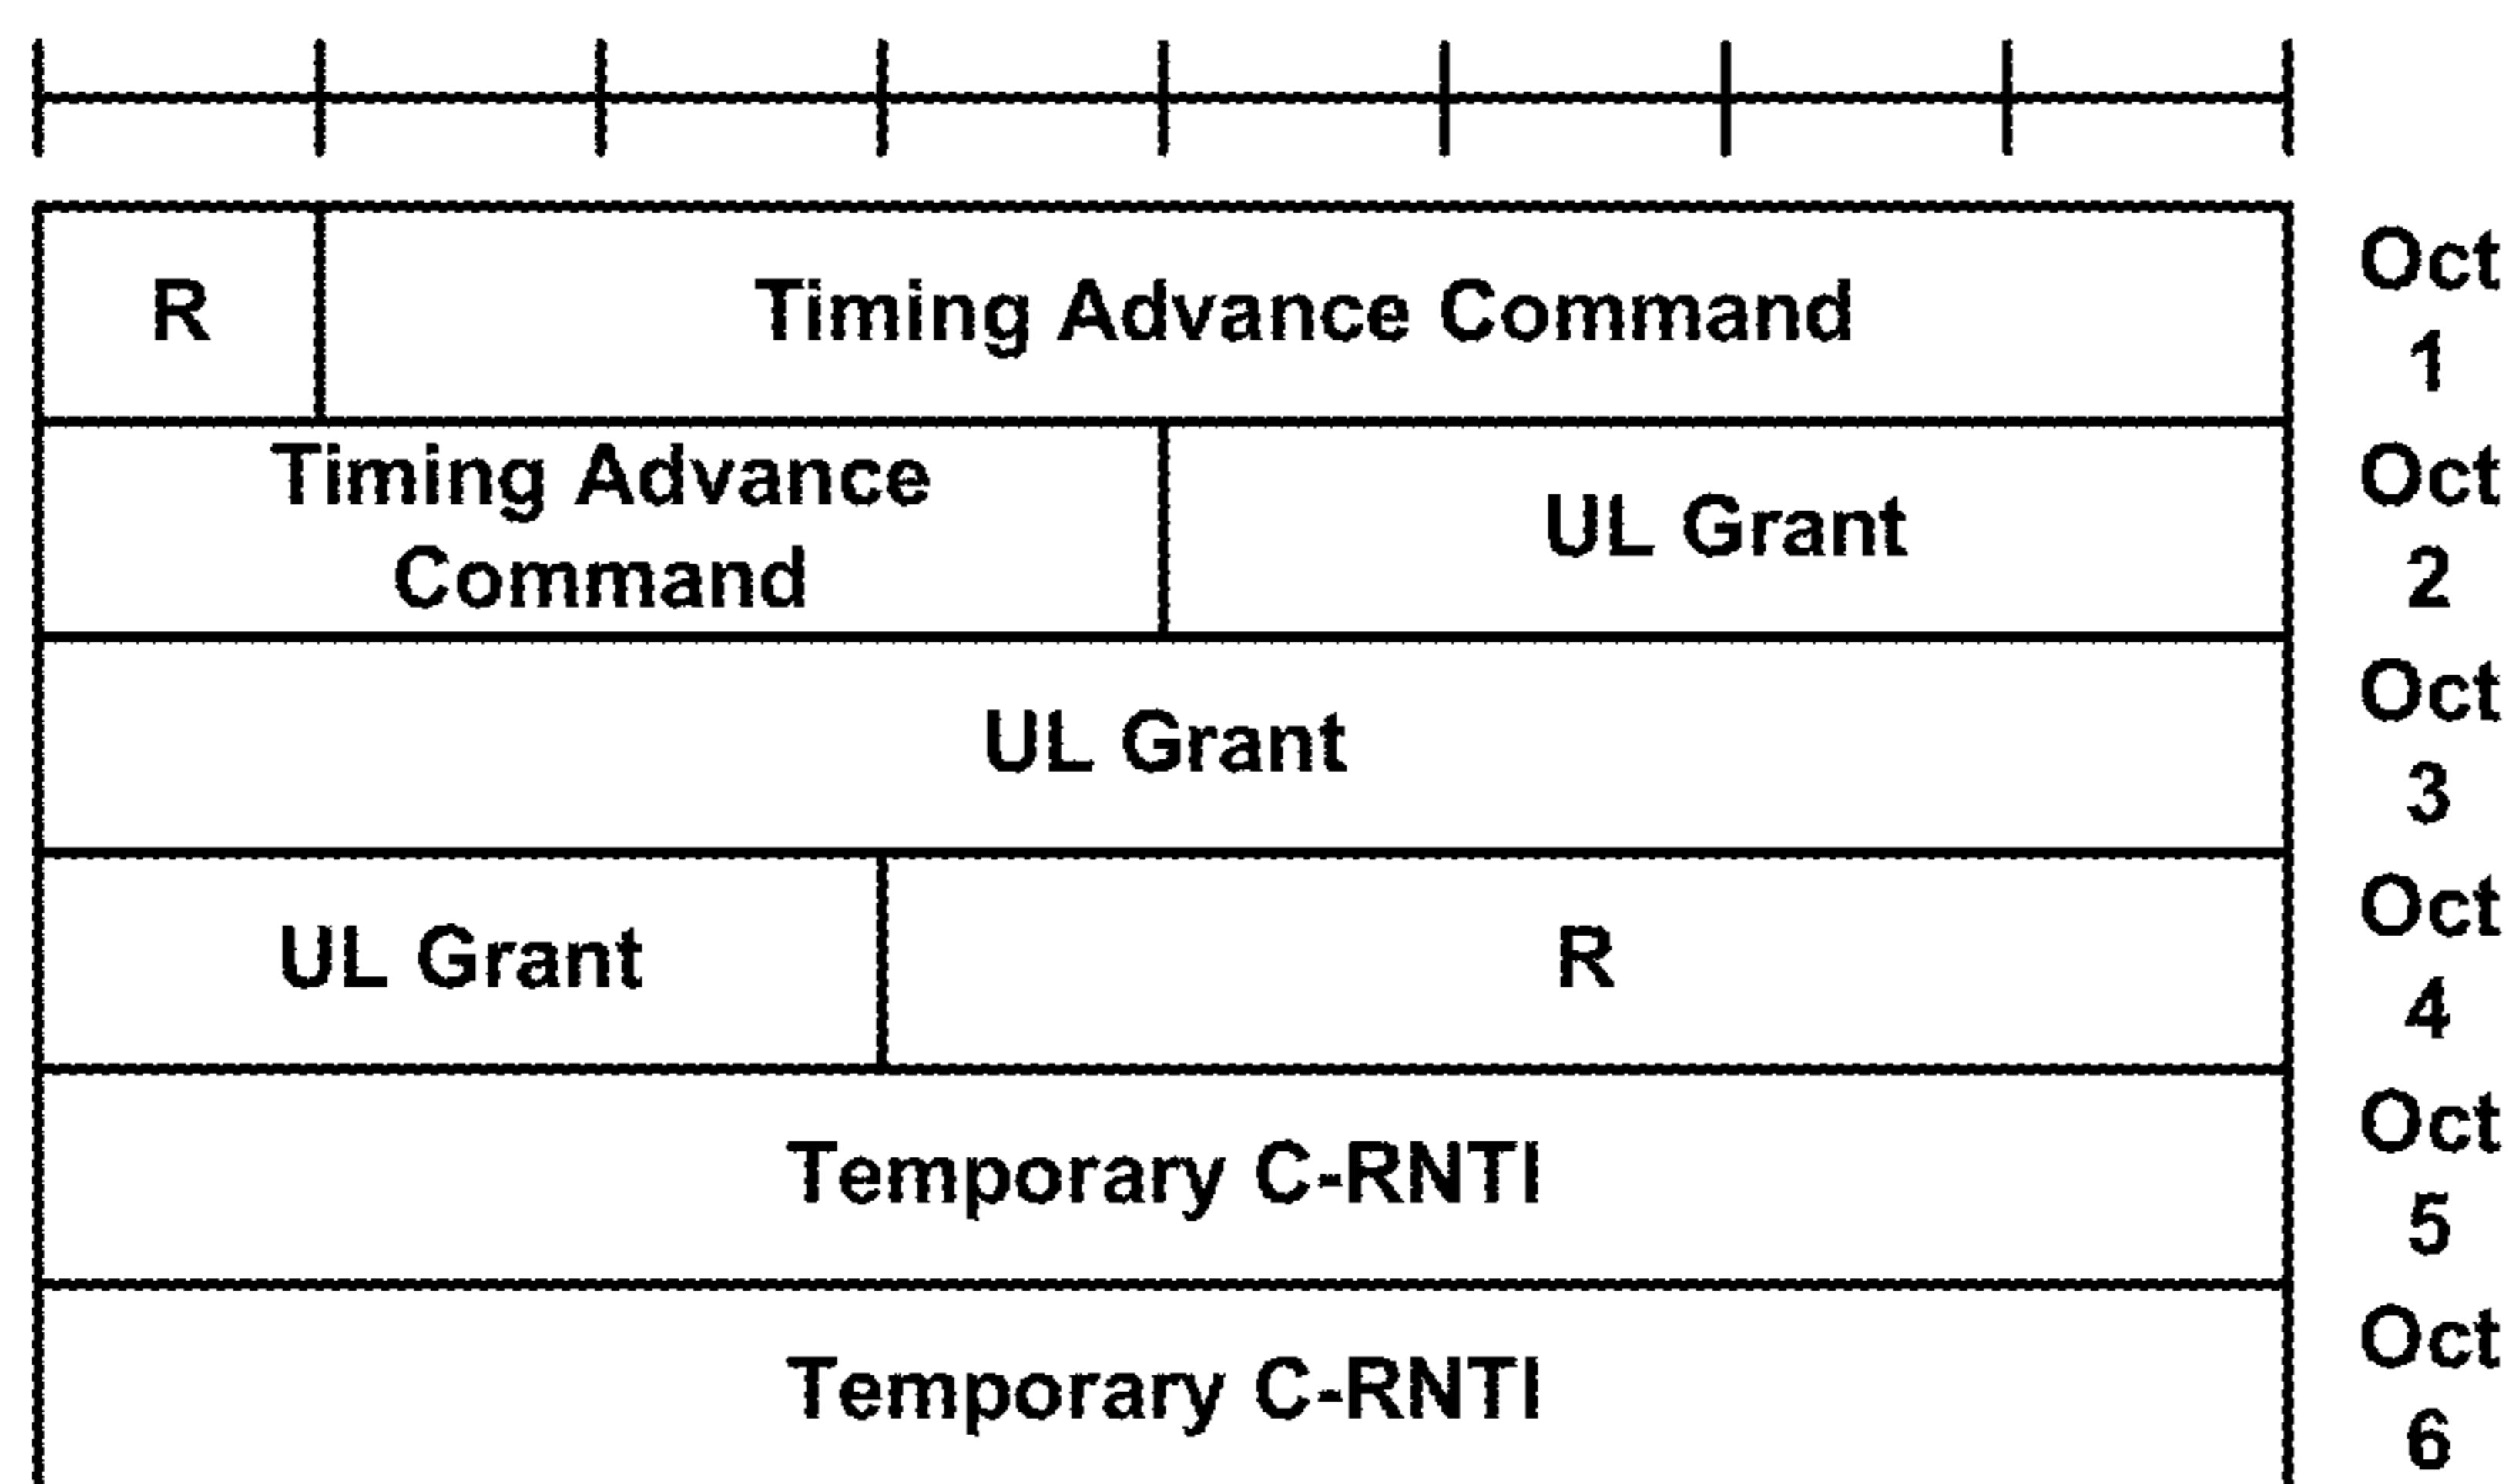 R
Timing Advance Command
Oct
1
Timing Advance
Command
UL Grant
Oct
2
UL Grant
Oct
3
UL Grant
R
Oct
4
Temporary C-RNTI
Oct
5
Temporary C-RNTI
Oct
6